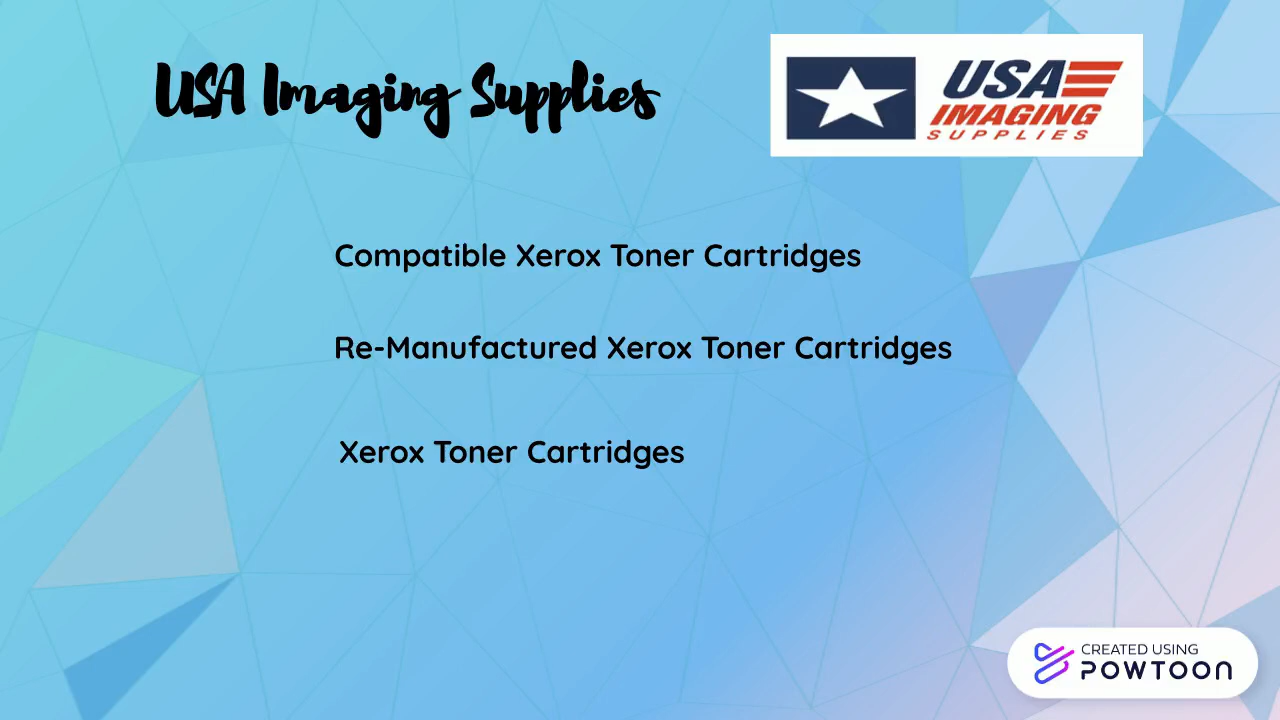 USA Imaging Supplies
USA
IMAGING
SUPPLIES
Compatible Xerox Toner Cartridges
Re-Manufactured Xerox Toner Cartridges
Xerox Toner Cartridges
CREATED USING
POWTOON